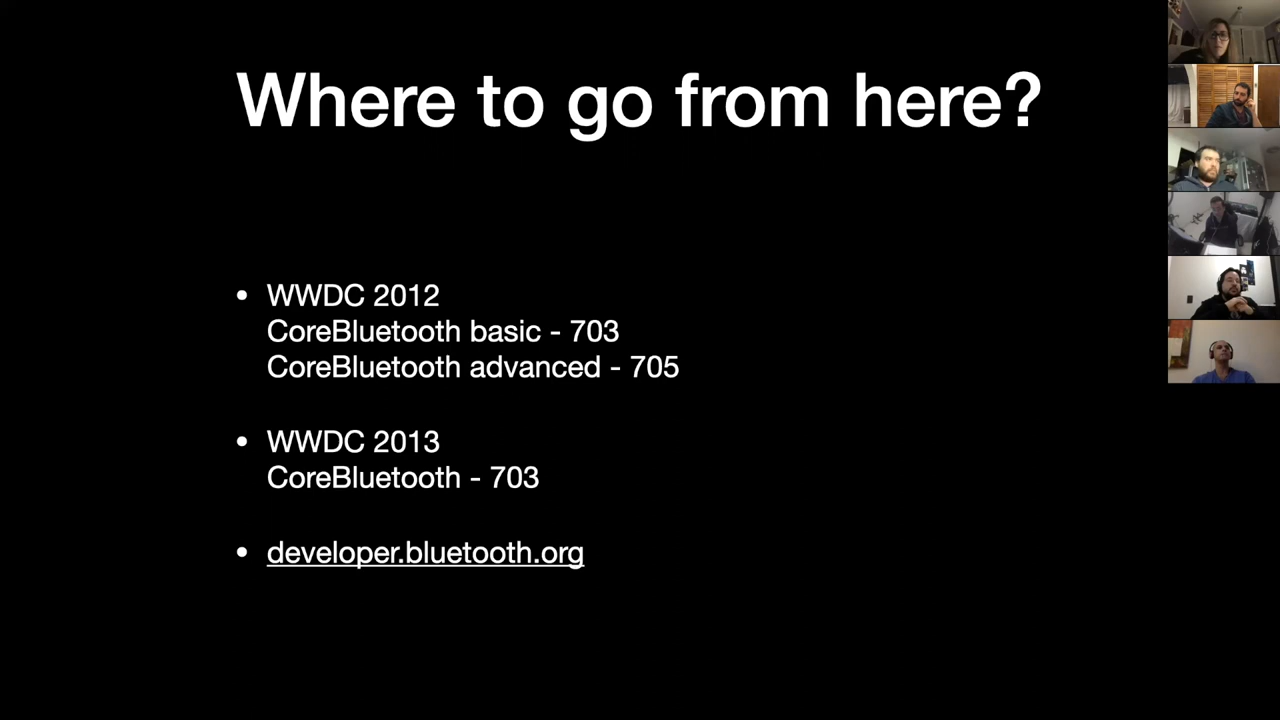 Where to go from here?
• WWDC 2012
CoreBluetooth basic - 703
CoreBluetooth advanced - 705
• WWDC 2013
CoreBluetooth - 703
• developer.bluetooth.org